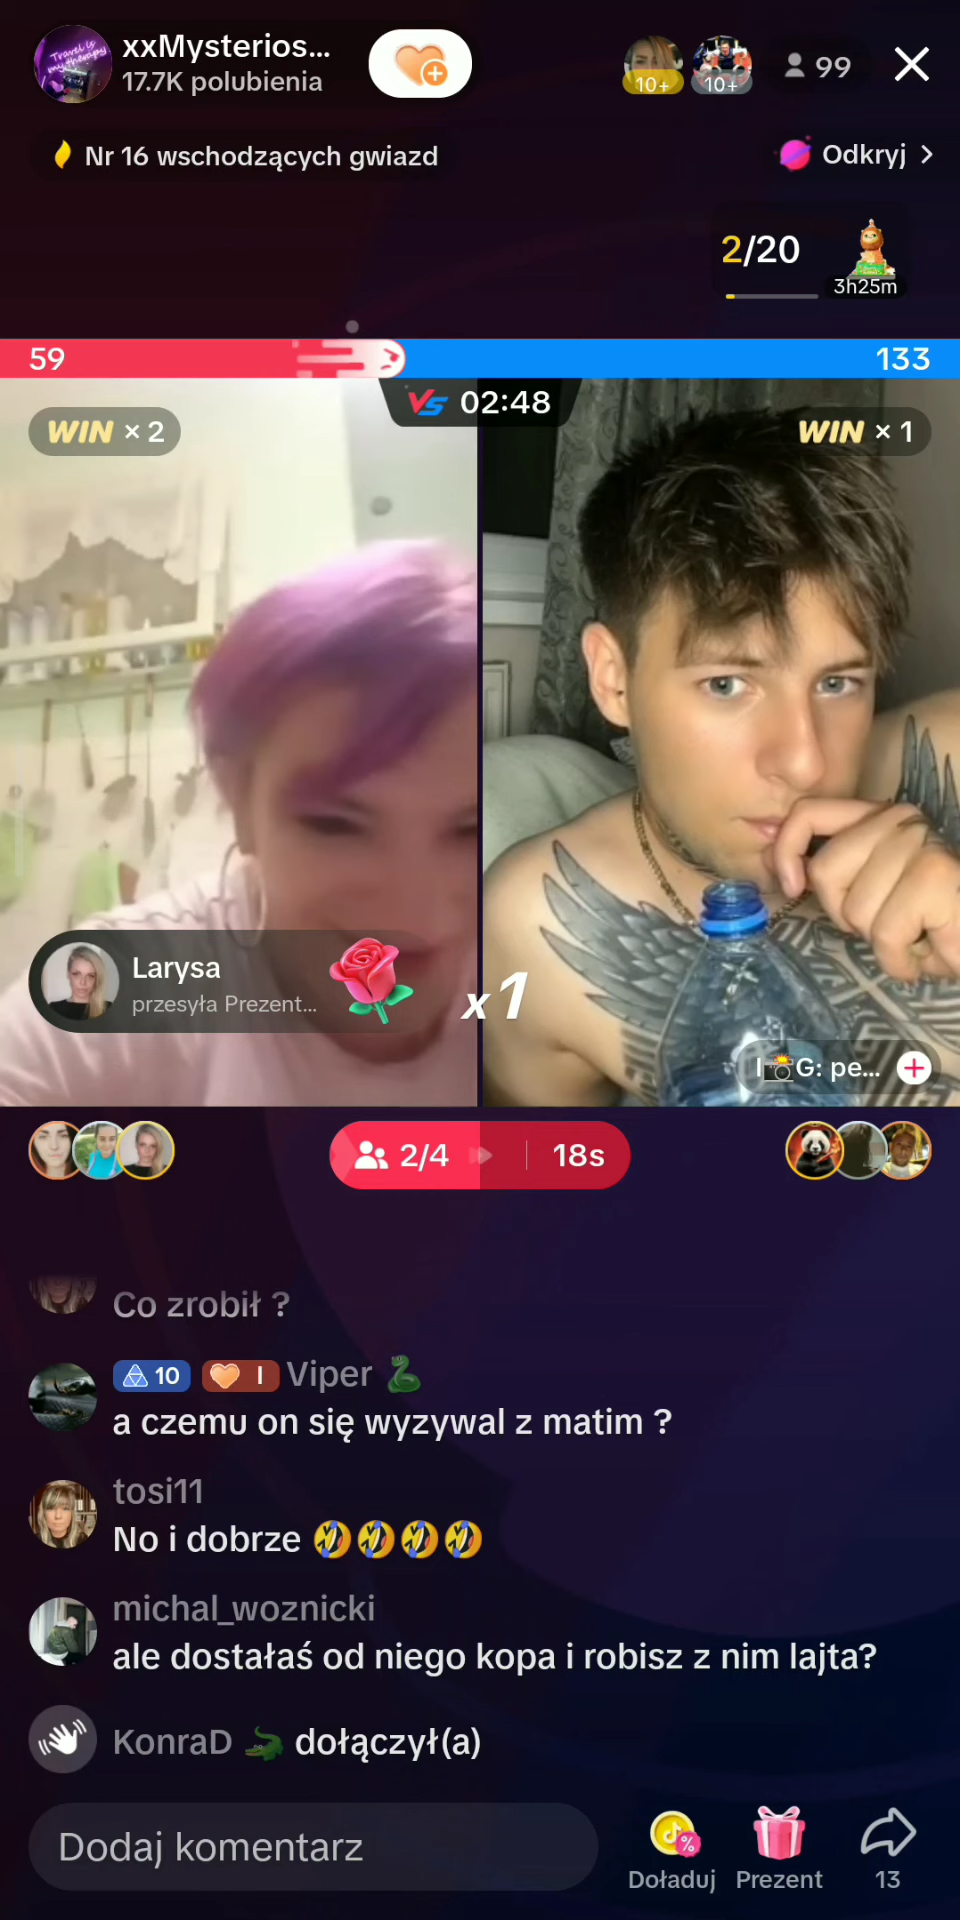 xxMysterios...
17.7K polubienia
10+
10+
99
Nr 16 wschodzących gwiazd
Odkryj
2/20
3h25m
59
133
VS 02:48
WIN × 2
WIN × 1
Larysa
przesyła Prezent...
x1
I📸G: pe...
2/4
18s
Co zrobił ?
10 I Viper 🐍
a czemu on się wyzywal z matim ?
tosi11
No i dobrze 🤣🤣🤣🤣
michal_woznicki
ale dostałaś od niego kopa i robisz z nim lajta?
KonraD 🐊 dołączył(a)
Dodaj komentarz
Doładuj
Prezent
13